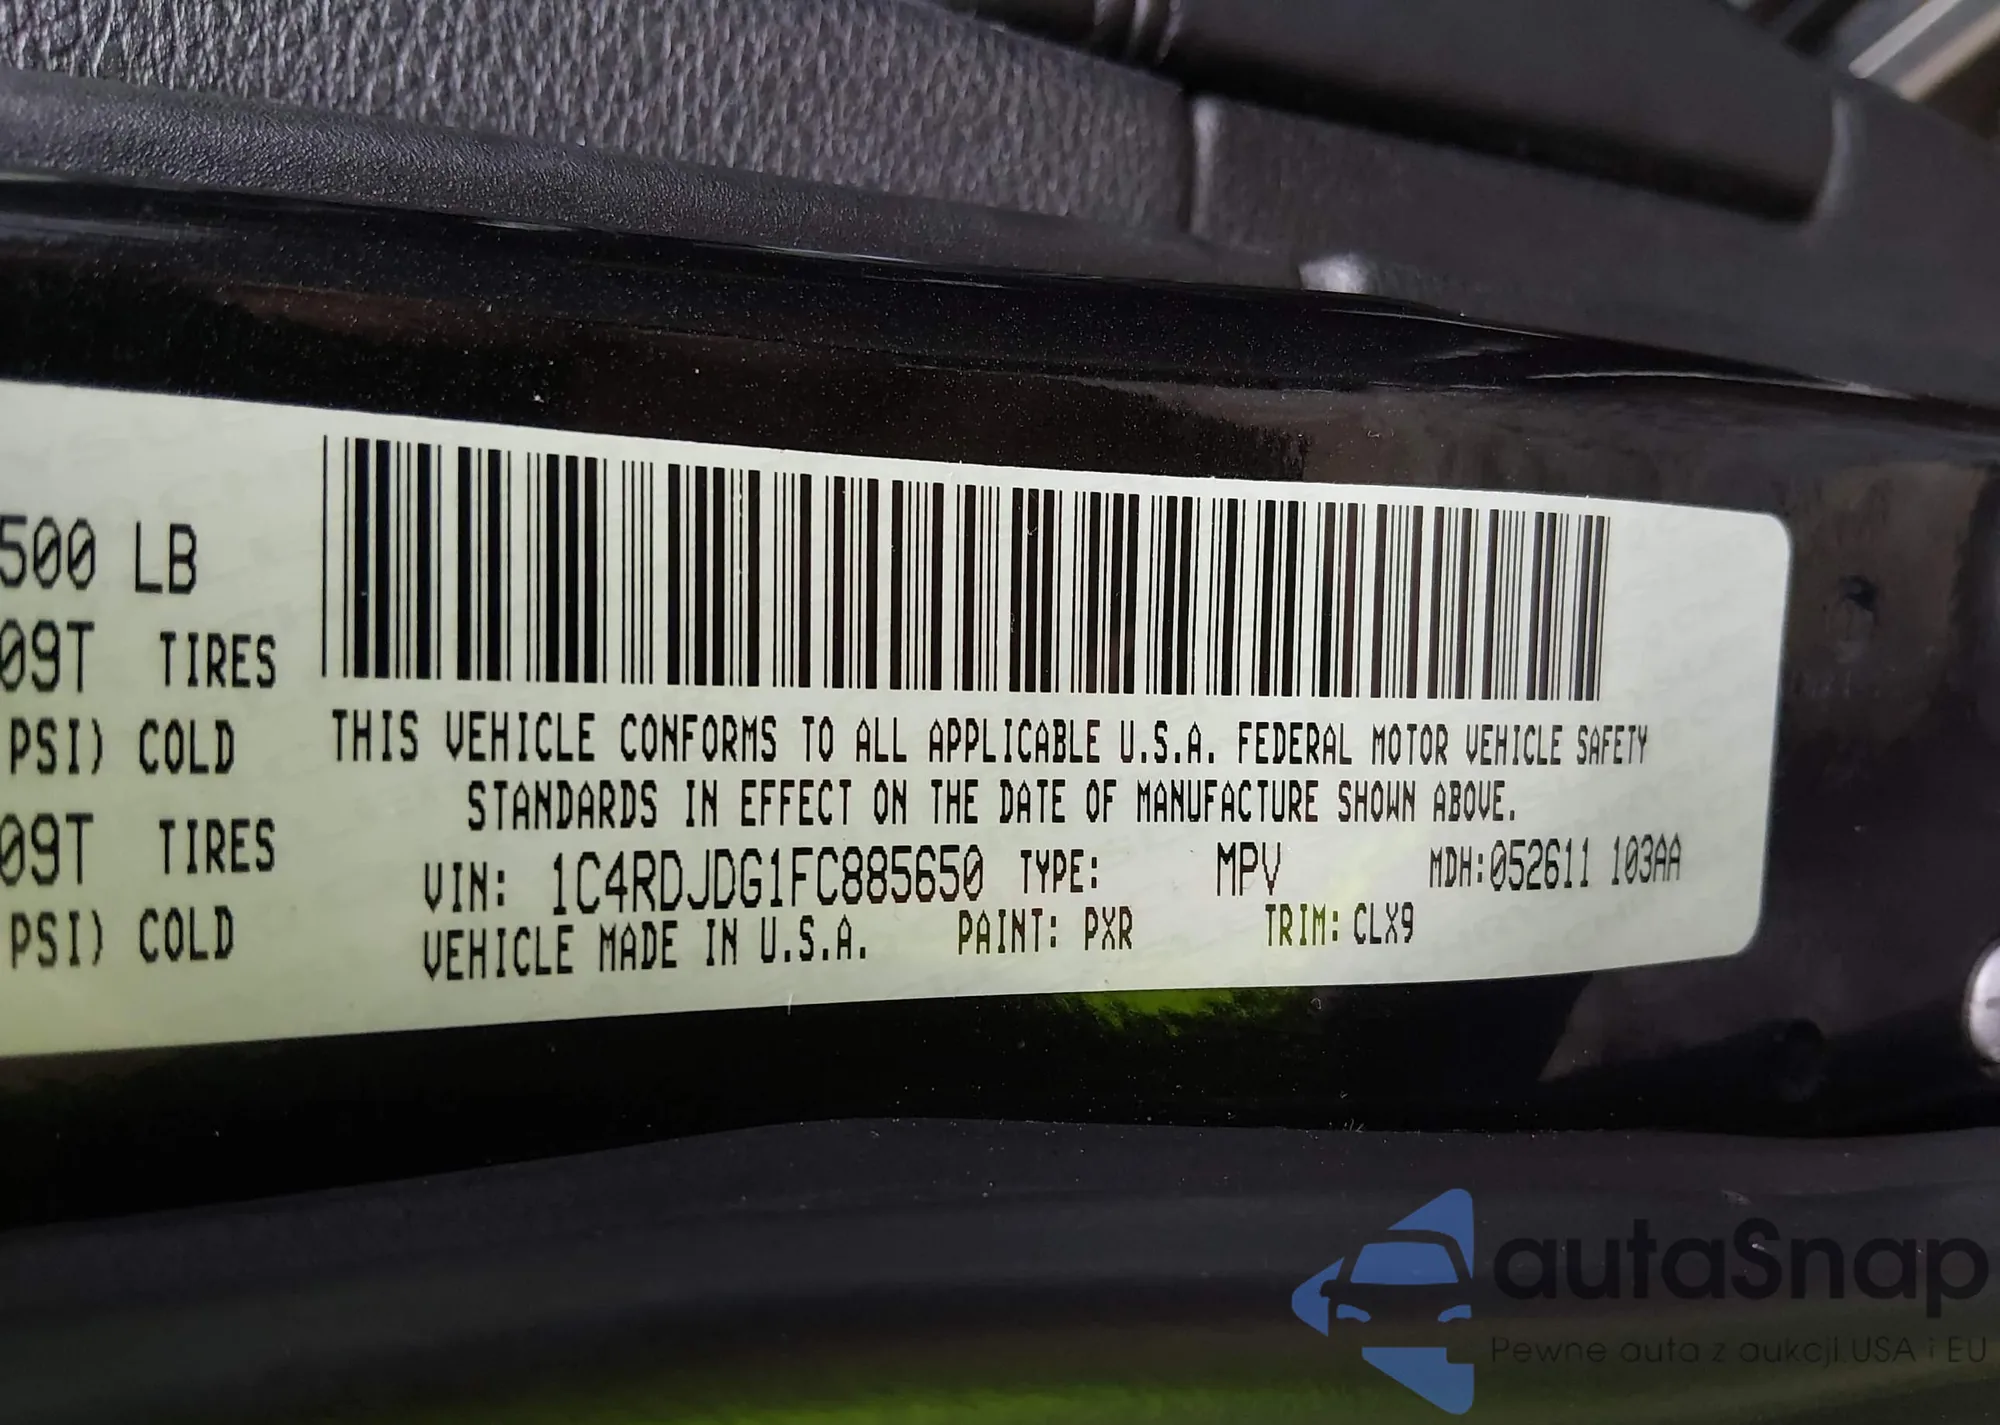 500 LB
09T TIRES
PSI) COLD
09T TIRES
PSI) COLD
THIS VEHICLE CONFORMS TO ALL APPLICABLE U.S.A. FEDERAL MOTOR VEHICLE SAFETY
STANDARDS IN EFFECT ON THE DATE OF MANUFACTURE SHOWN ABOVE.
VIN: 1C4RDJDG1FC885650 TYPE: MPV MDH:052611 103AA
VEHICLE MADE IN U.S.A. PAINT: PXR TRIM: CLX9
autaSnap
Pewne auta z aukcji USA i EU